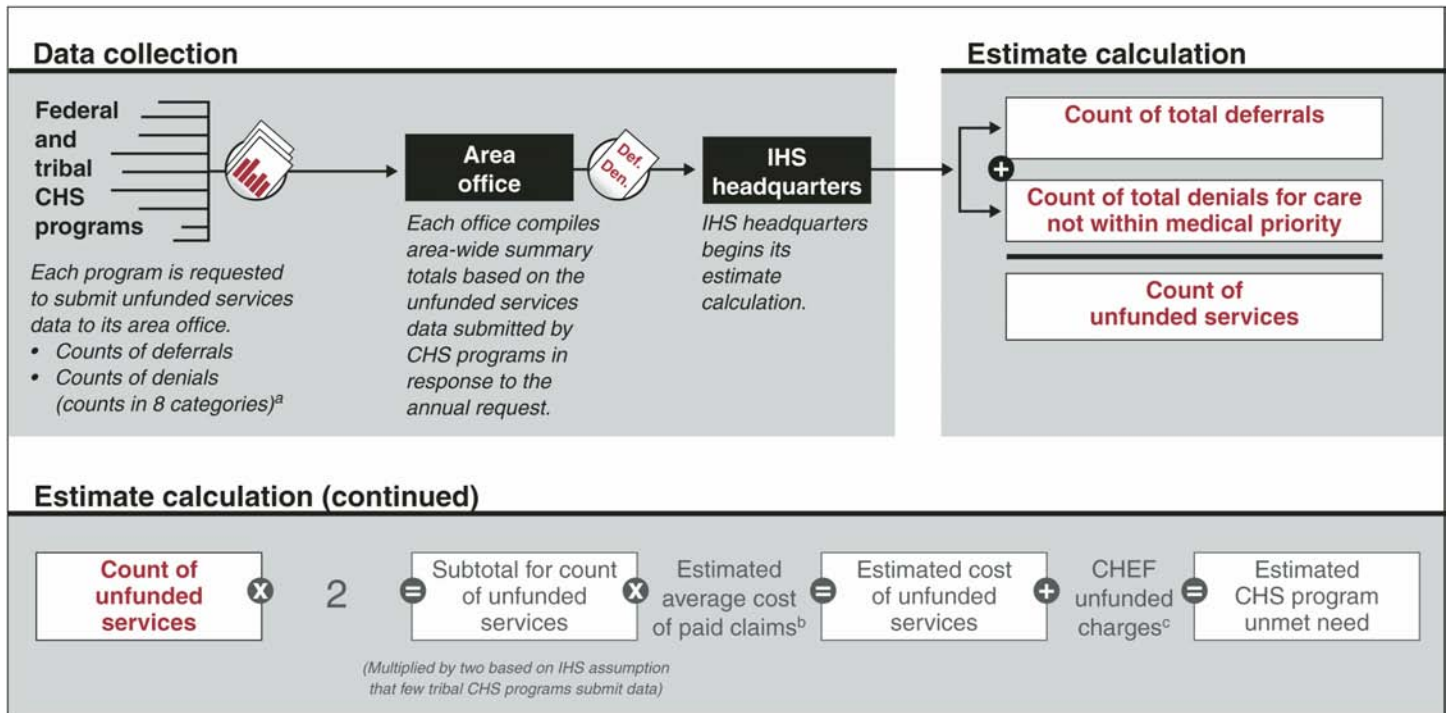 Data collection
Federal
and
tribal
CHS
programs
Each program is requested
to submit unfunded services
data to its area office.
• Counts of deferrals
• Counts of denials
(counts in 8 categories)a
Area
office
Each office compiles
area-wide summary
totals based on the
unfunded services
data submitted by
CHS programs in
response to the
annual request.
Def.
Den.
IHS
headquarters
IHS headquarters
begins its
estimate
calculation.
Estimate calculation
Count of total deferrals
+
Count of total denials for care
not within medical priority
Count of
unfunded services
Estimate calculation (continued)
Count of
unfunded
services
x
2
=
Subtotal for count
of unfunded
services
x
Estimated
average cost
of paid claimsb
=
Estimated cost
of unfunded
services
+
CHEF
unfunded
chargesc
=
Estimated
CHS program
unmet need
(Multiplied by two based on IHS assumption
that few tribal CHS programs submit data)